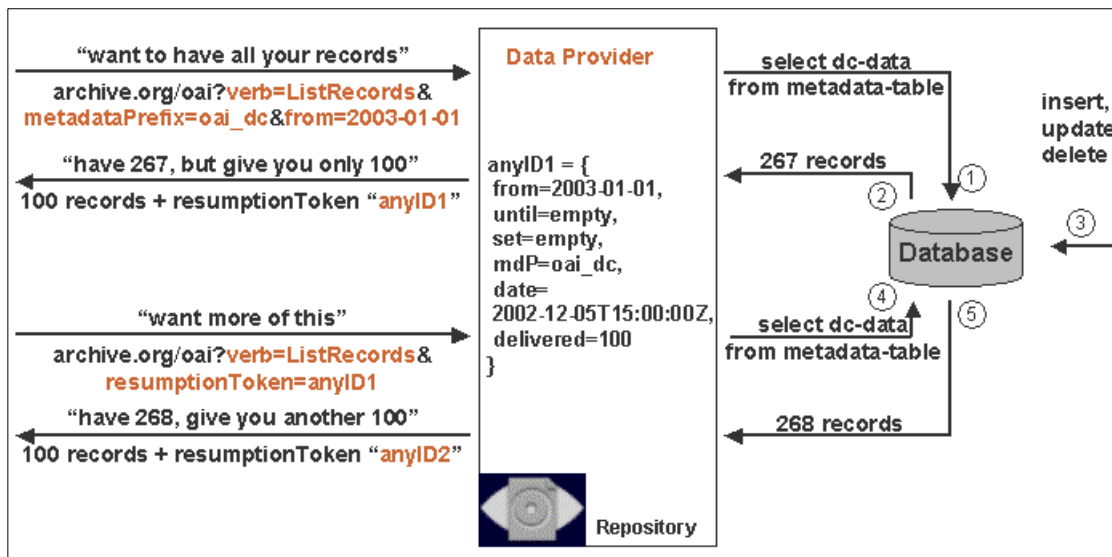 “want to have all your records”
archive.org/oai?verb=ListRecords&
metadataPrefix=oai_dc&from=2003-01-01
“have 267, but give you only 100”
100 records + resumptionToken “anyID1”
“want more of this”
archive.org/oai?verb=ListRecords&
resumptionToken=anyID1
“have 268, give you another 100”
100 records + resumptionToken “anyID2”
Data Provider
anyID1 = {
from=2003-01-01,
until=empty,
set=empty,
mdP=oai_dc,
date=
2002-12-05T15:00:00Z,
delivered=100
}
Repository
select dc-data
from metadata-table
267 records
1
2
Database
4
5
select dc-data
from metadata-table
268 records
insert,
update
delete
3